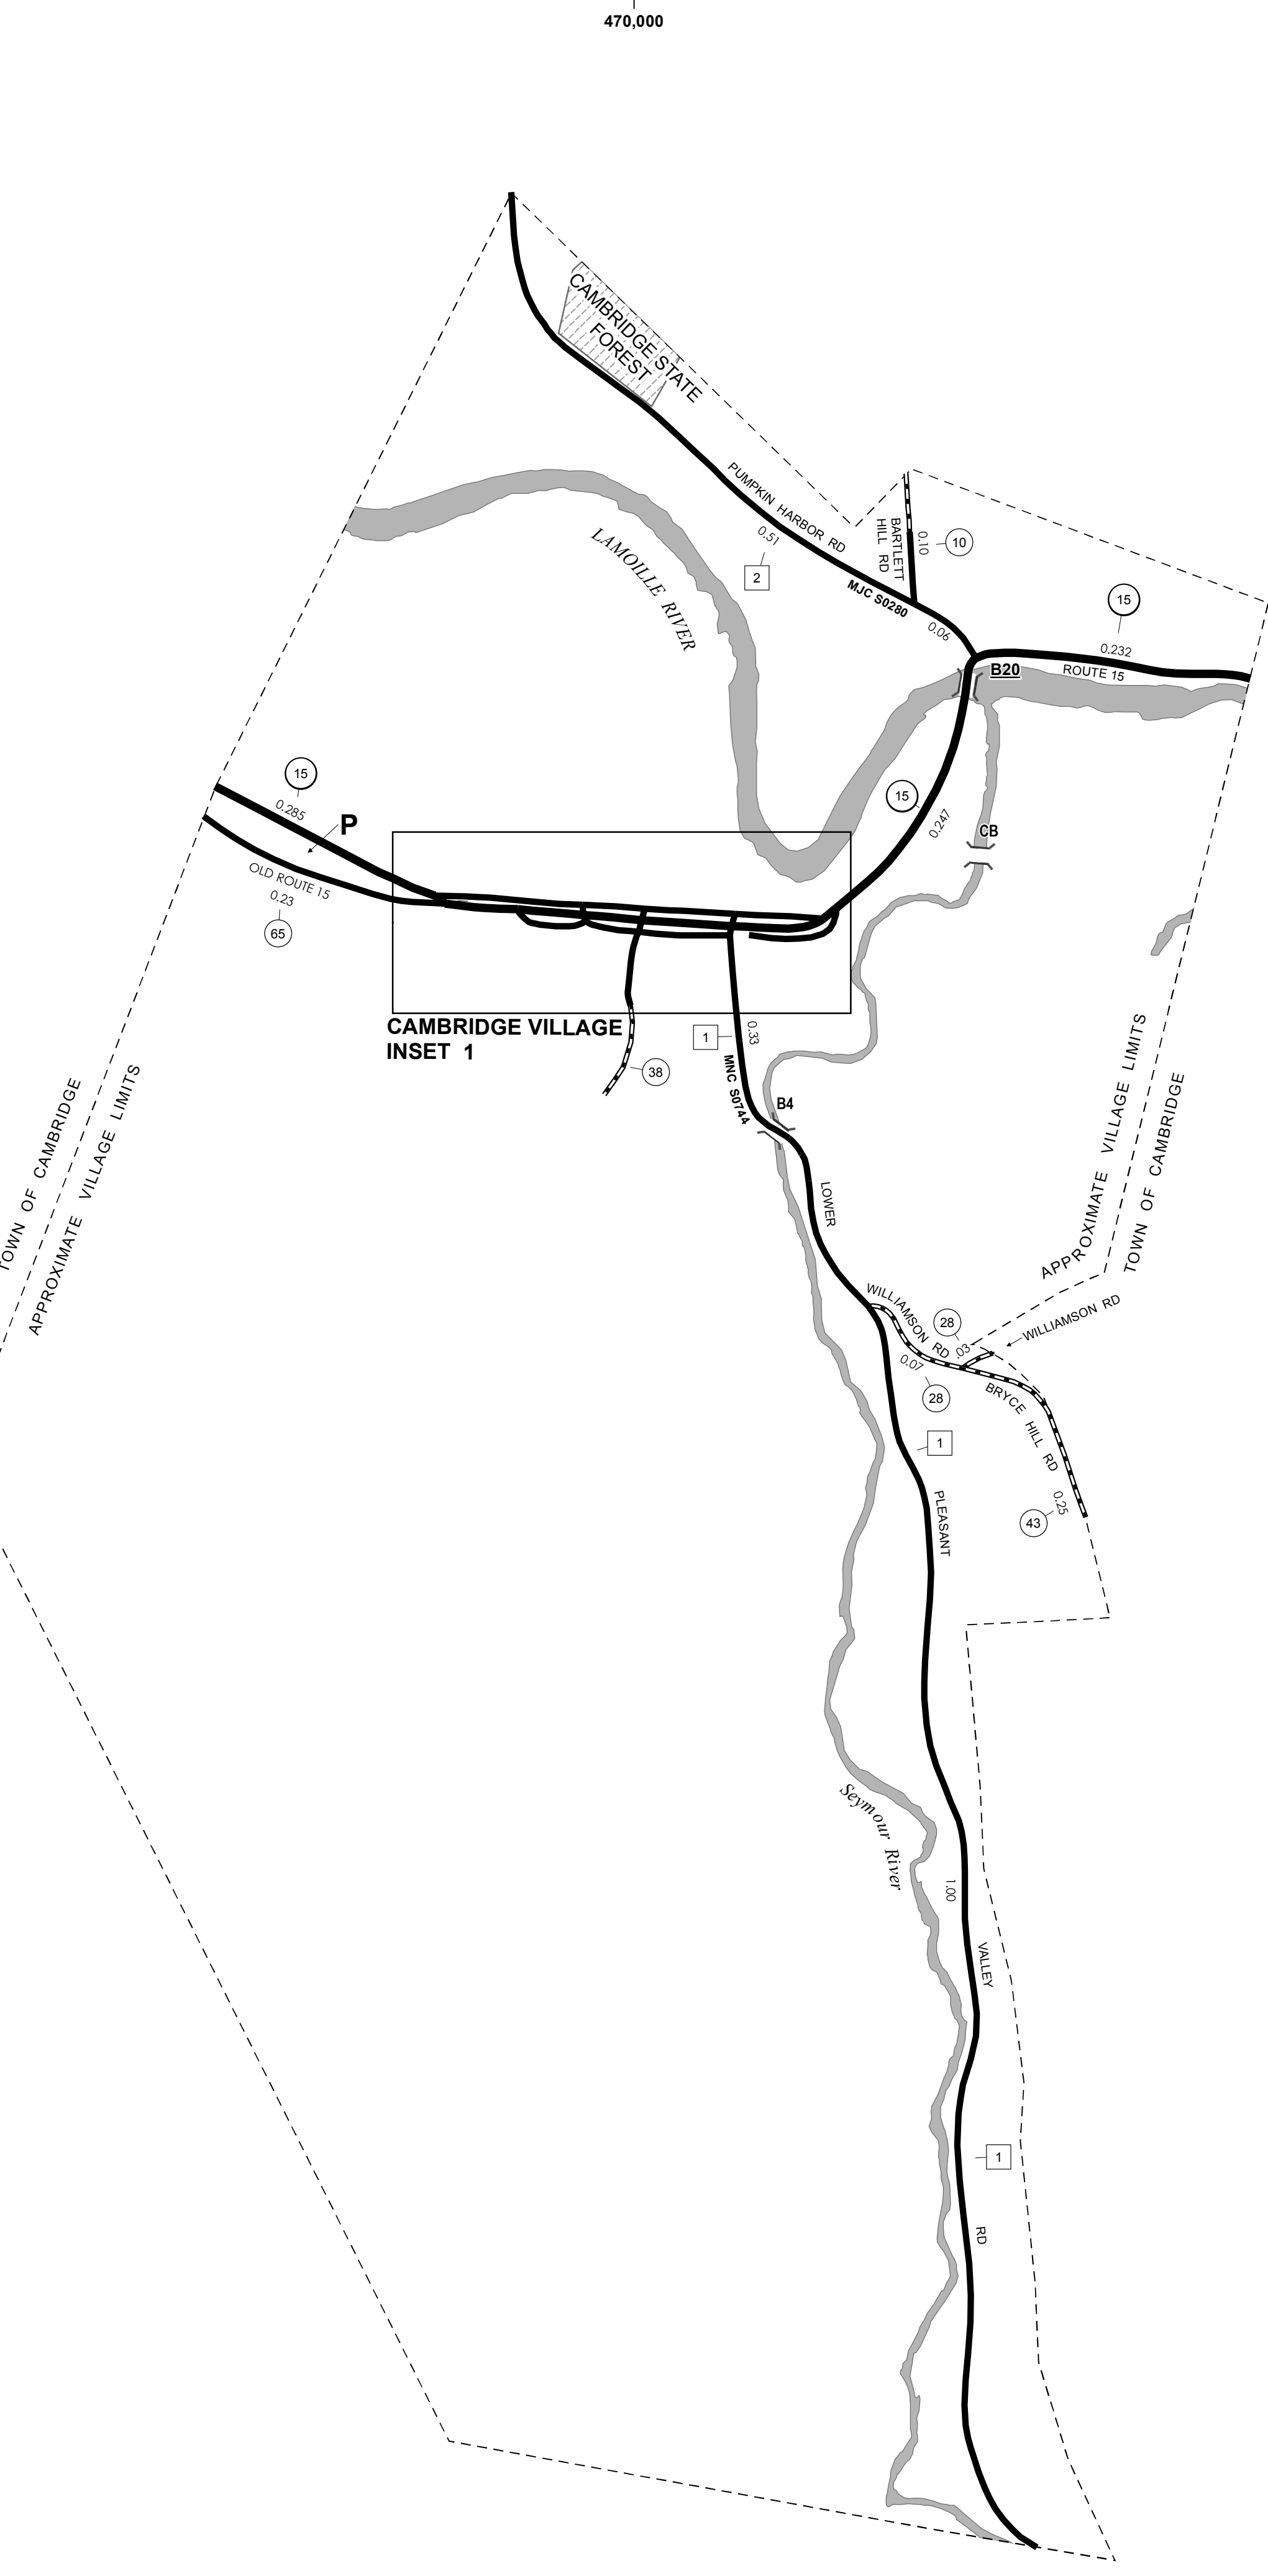 470,000
CAMBRIDGE STATE
FOREST
PUMPKIN HARBOR RD
0.51
2
BARTLETT
HILL RD
0.10
10
LAMOILLE RIVER
MJC S0280
0.06
15
0.232
ROUTE 15
B20
15
0.285
P
15
0.247
CB
OLD ROUTE 15
0.23
65
CAMBRIDGE VILLAGE
INSET 1
1
0.33
38
MNC S0744
B4
TOWN OF CAMBRIDGE
APPROXIMATE VILLAGE LIMITS
APPROXIMATE VILLAGE LIMITS
TOWN OF CAMBRIDGE
LOWER
WILLIAMSON RD
28
.03
WILLIAMSON RD
0.07
28
BRYCE HILL RD
1
PLEASANT
0.25
43
Seymour River
1.00
VALLEY
1
RD